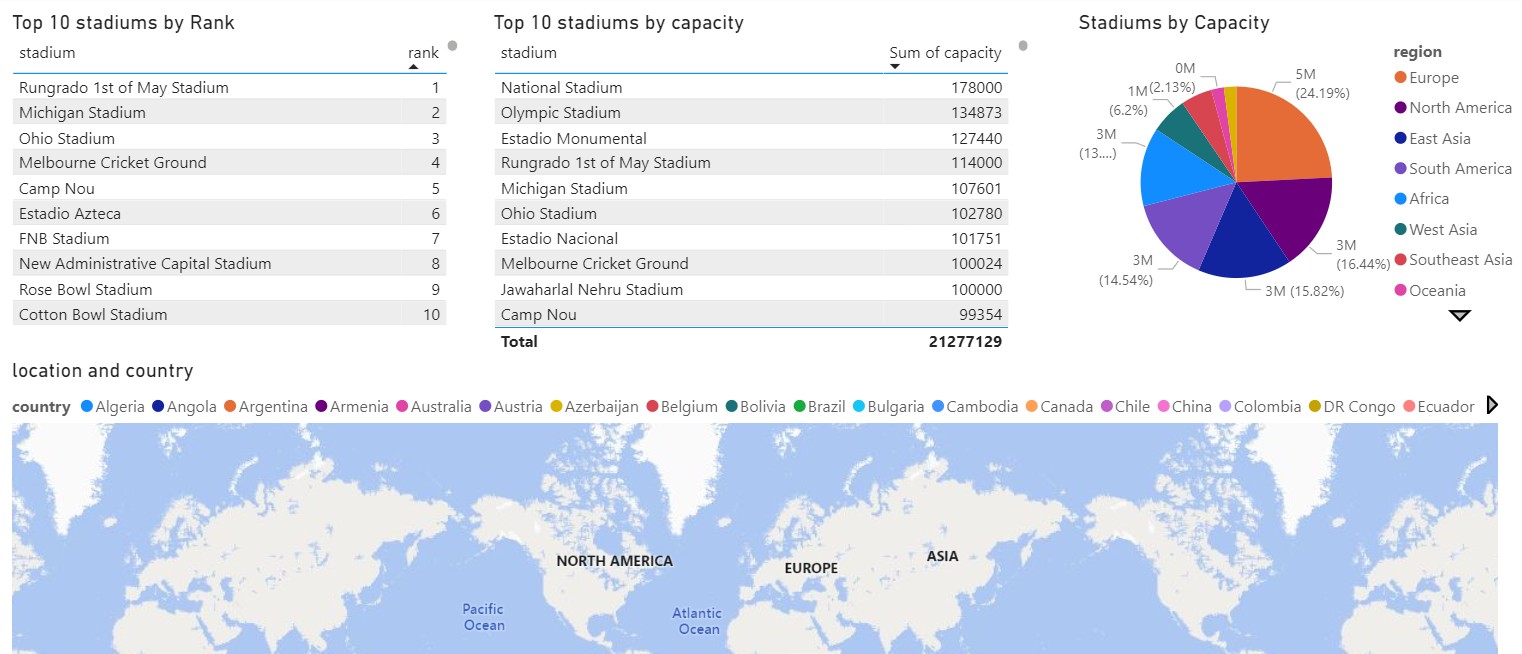 Top 10 stadiums by Rank
stadium rank
Rungrado 1st of May Stadium 1
Michigan Stadium 2
Ohio Stadium 3
Melbourne Cricket Ground 4
Camp Nou 5
Estadio Azteca 6
FNB Stadium 7
New Administrative Capital Stadium 8
Rose Bowl Stadium 9
Cotton Bowl Stadium 10
Top 10 stadiums by capacity
stadium Sum of capacity
National Stadium 178000
Olympic Stadium 134873
Estadio Monumental 127440
Rungrado 1st of May Stadium 114000
Michigan Stadium 107601
Ohio Stadium 102780
Estadio Nacional 101751
Melbourne Cricket Ground 100024
Jawaharlal Nehru Stadium 100000
Camp Nou 99354
Total 21277129
Stadiums by Capacity
5M
(24.19%)
3M
(16.44%)
3M (15.82%)
3M
(14.54%)
3M
(13....)
1M
(6.2%)
0M
(2.13%)
region
Europe
North America
East Asia
South America
Africa
West Asia
Southeast Asia
Oceania
location and country
country Algeria Angola Argentina Armenia Australia Austria Azerbaijan Belgium Bolivia Brazil Bulgaria Cambodia Canada Chile China Colombia DR Congo Ecuador
NORTH AMERICA
EUROPE
ASIA
Pacific
Ocean
Atlantic
Ocean